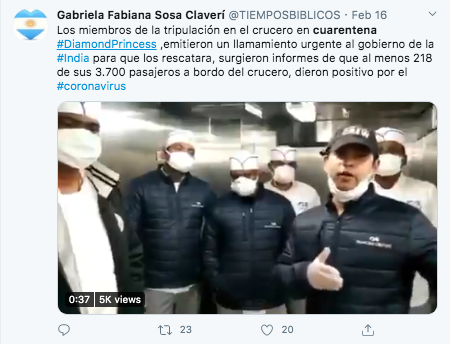 Gabriela Fabiana Sosa Claverí @TIEMPOSBIBLICOS · Feb 16
Los miembros de la tripulación en el crucero en cuarentena
#DiamondPrincess ,emitieron un llamamiento urgente al gobierno de la
#India para que los rescatara, surgieron informes de que al menos 218
de sus 3.700 pasajeros a bordo del crucero, dieron positivo por el
#coronavirus
0:37 5K views
23
20